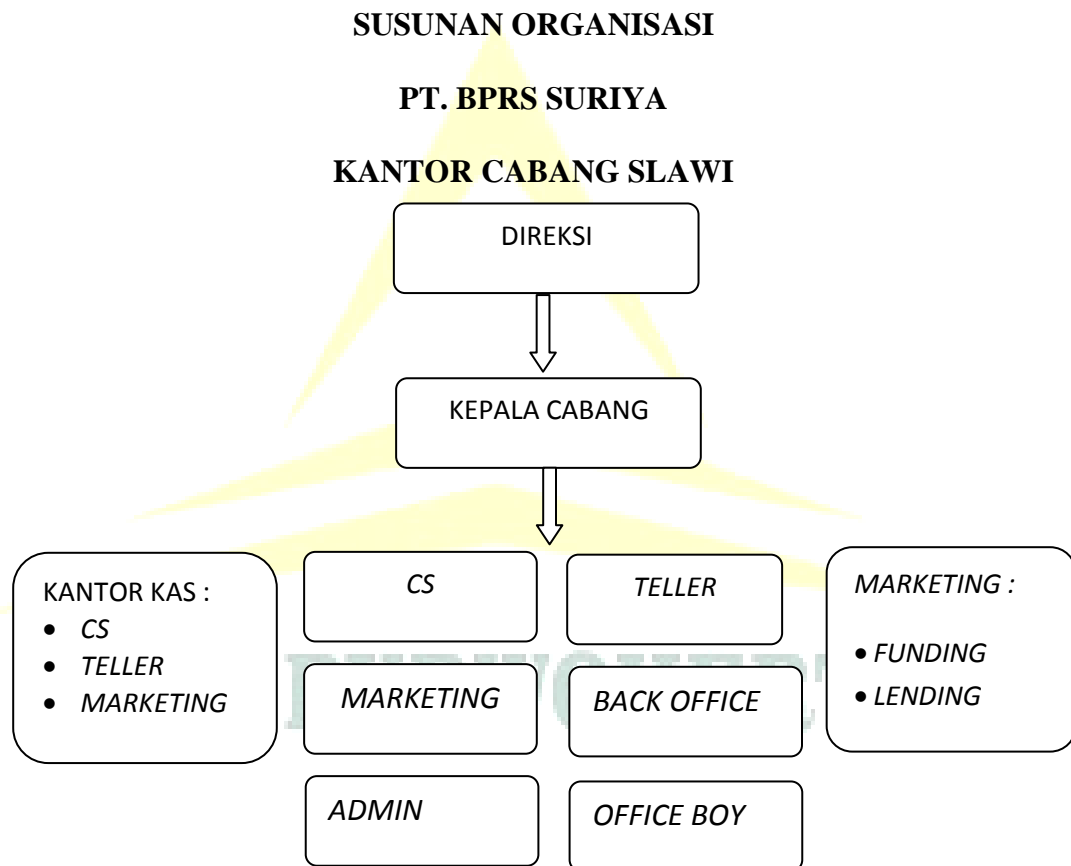 SUSUNAN ORGANISASI
PT. BPRS SURIYA
KANTOR CABANG SLAWI
DIREKSI
KEPALA CABANG
KANTOR KAS :
• CS
• TELLER
• MARKETING
CS
TELLER
MARKETING
BACK OFFICE
ADMIN
OFFICE BOY
MARKETING :
• FUNDING
• LENDING